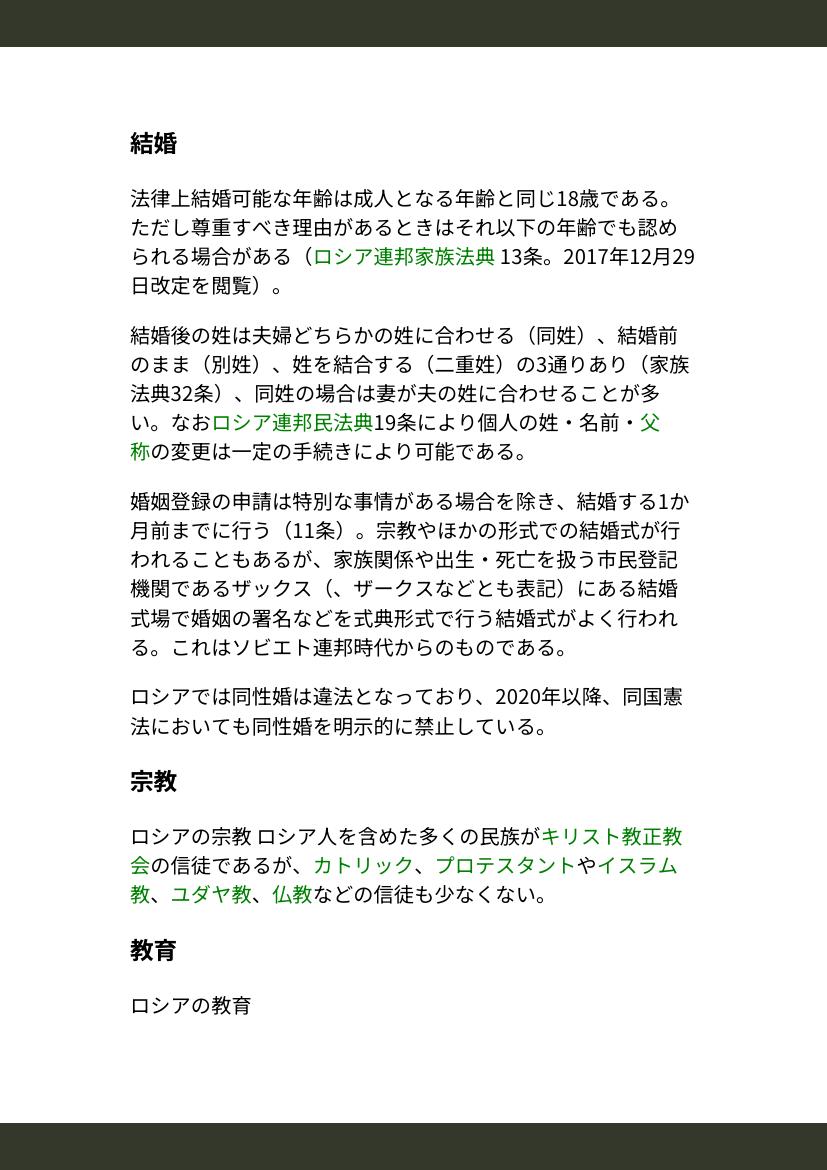 結婚
法律上結婚可能な年齢は成人となる年齢と同じ18歳である。
ただし尊重すべき理由があるときはそれ以下の年齢でも認め
られる場合がある（ロシア連邦家族法典 13条。2017年12月29
日改定を閲覧）。
結婚後の姓は夫婦どちらかの姓に合わせる（同姓）、結婚前
のまま（別姓）、姓を結合する（二重姓）の3通りあり（家族
法典32条）、同姓の場合は妻が夫の姓に合わせることが多
い。なおロシア連邦民法典19条により個人の姓・名前・父
称の変更は一定の手続きにより可能である。
婚姻登録の申請は特別な事情がある場合を除き、結婚する1か
月前までに行う（11条）。宗教やほかの形式での結婚式が行
われることもあるが、家族関係や出生・死亡を扱う市民登記
機関であるザックス（、ザークスなどとも表記）にある結婚
式場で婚姻の署名などを式典形式で行う結婚式がよく行われ
る。これはソビエト連邦時代からのものである。
ロシアでは同性婚は違法となっており、2020年以降、同国憲
法においても同性婚を明示的に禁止している。
宗教
ロシアの宗教 ロシア人を含めた多くの民族がキリスト教正教
会の信徒であるが、カトリック、プロテスタントやイスラム
教、ユダヤ教、仏教などの信徒も少なくない。
教育
ロシアの教育